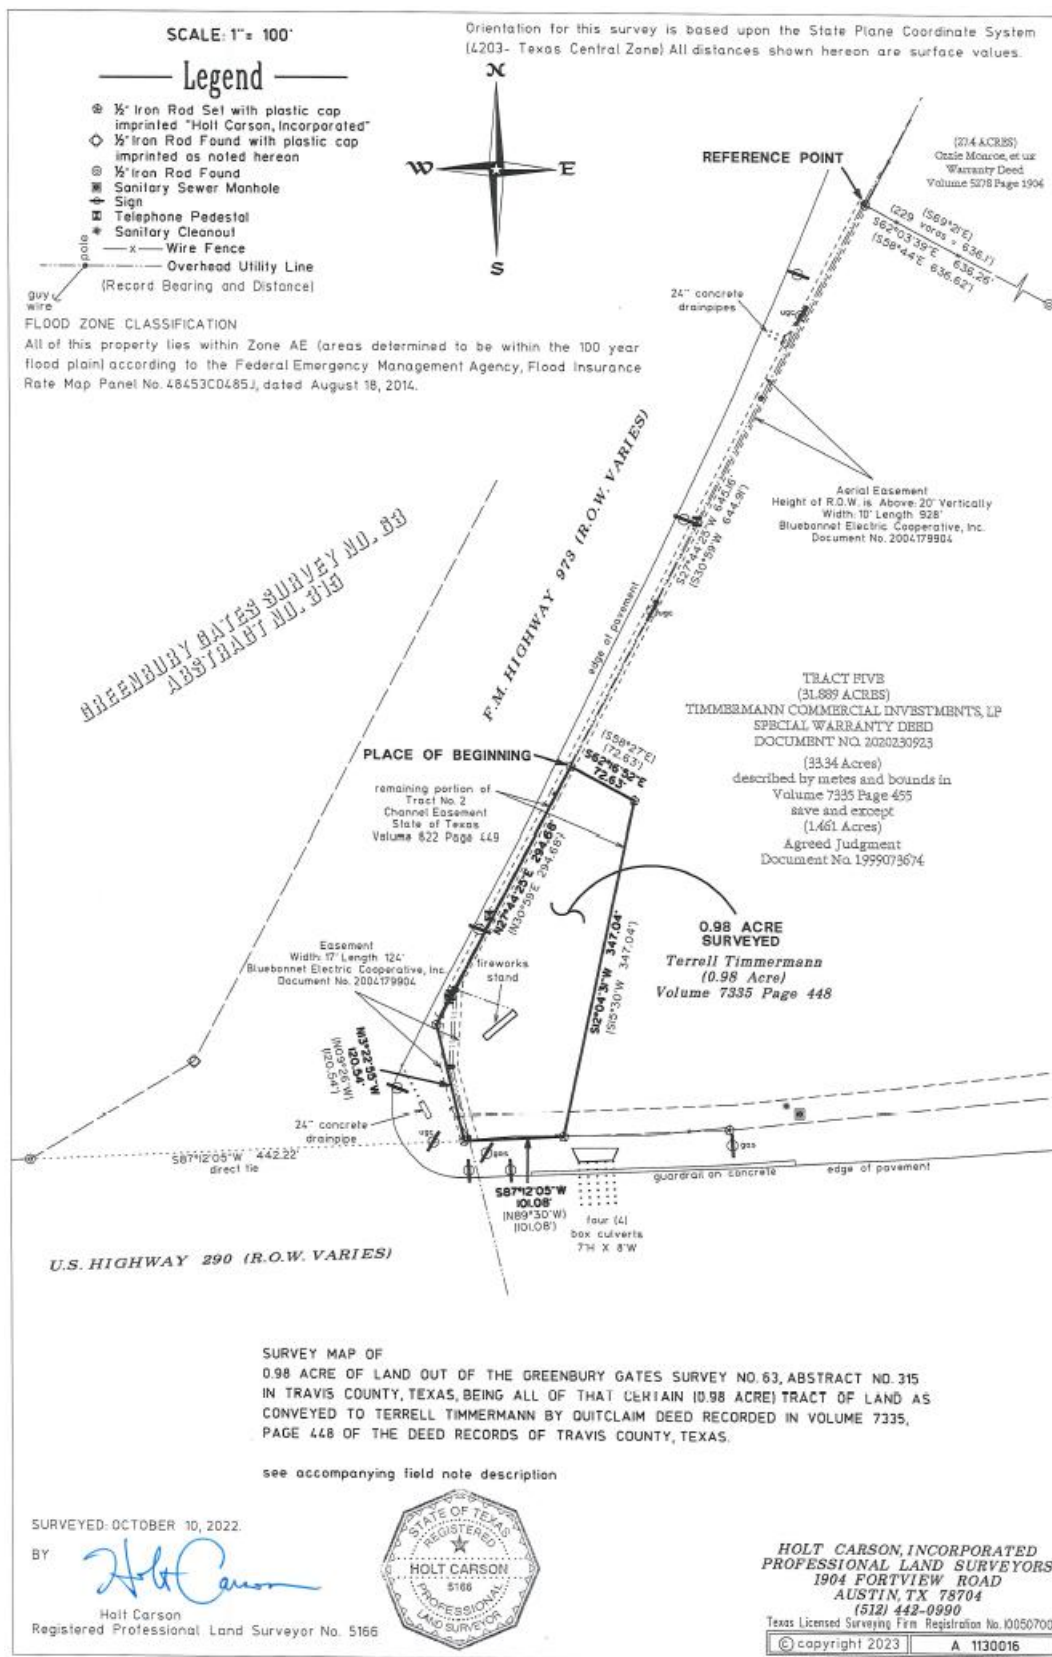 SCALE: 1"= 100'
Orientation for this survey is based upon the State Plane Coordinate System
(4203- Texas Central Zone) All distances shown hereon are surface values.
Legend
½" Iron Rod Set with plastic cap
imprinted "Holt Carson, Incorporated"
½" Iron Rod Found with plastic cap
imprinted as noted hereon
½" Iron Rod Found
Sanitary Sewer Manhole
Sign
Telephone Pedestal
Sanitary Cleanout
x Wire Fence
Overhead Utility Line
(Record Bearing and Distance)
pole
guy
wire
N
W
E
S
FLOOD ZONE CLASSIFICATION
All of this property lies within Zone AE (areas determined to be within the 100 year
flood plain) according to the Federal Emergency Management Agency, Flood Insurance
Rate Map Panel No. 48453C0485J, dated August 18, 2014.
REFERENCE POINT
(27.4 ACRES)
Ozzie Monroe, et ux
Warranty Deed
Volume 5278 Page 1904
(S69°21'E)
(229 varas = 636.1')
S62°03'39"E 636.26'
(S58°44'E 636.62')
24" concrete
drainpipes
ugc
Aerial Easement
Height of R.O.W. is Above: 20' Vertically
Width: 10' Length 928'
Bluebonnet Electric Cooperative, Inc.
Document No. 2004179904
S27°44'25"W 645.16'
(S30°59'W 644.91')
ugc
edge of pavement
F.M. HIGHWAY 973 (R.O.W. VARIES)
GREENBURY GATES SURVEY NO. 63
ABSTRACT NO. 315
TRACT FIVE
(31.889 ACRES)
TIMMERMANN COMMERCIAL INVESTMENTS, LP
SPECIAL WARRANTY DEED
DOCUMENT NO. 2020230923
(33.34 Acres)
described by metes and bounds in
Volume 7335 Page 455
save and except
(1.461 Acres)
Agreed Judgment
Document No. 1999073674
PLACE OF BEGINNING
(S58°27'E)
(72.63')
S62°16'52"E
72.63'
remaining portion of
Tract No. 2
Channel Easement
State of Texas
Volume 822 Page 449
N27°44'25"E 294.68'
(N30°59'E 294.68')
0.98 ACRE
SURVEYED
Terrell Timmermann
(0.98 Acre)
Volume 7335 Page 448
S12°04'31"W 347.04'
(S15°30'W 347.04')
Easement
Width: 17' Length 124'
Bluebonnet Electric Cooperative, Inc.
Document No. 2004179904
fireworks
stand
N13°22'55"W
120.54'
(N09°26'W)
(120.54')
24" concrete
drainpipe
ugc
gas
gas
S87°12'05"W 442.22'
direct tie
S87°12'05"W
101.08'
(N89°30'W)
(101.08')
four (4)
box culverts
7'H X 8'W
guardrail on concrete
edge of pavement
U.S. HIGHWAY 290 (R.O.W. VARIES)
SURVEY MAP OF
0.98 ACRE OF LAND OUT OF THE GREENBURY GATES SURVEY NO. 63, ABSTRACT NO. 315
IN TRAVIS COUNTY, TEXAS, BEING ALL OF THAT CERTAIN (0.98 ACRE) TRACT OF LAND AS
CONVEYED TO TERRELL TIMMERMANN BY QUITCLAIM DEED RECORDED IN VOLUME 7335,
PAGE 448 OF THE DEED RECORDS OF TRAVIS COUNTY, TEXAS.
see accompanying field note description
SURVEYED: OCTOBER 10, 2022.
BY
Holt Carson
Holt Carson
Registered Professional Land Surveyor No. 5166
STATE OF TEXAS
REGISTERED
HOLT CARSON
5166
PROFESSIONAL
LAND SURVEYOR
HOLT CARSON, INCORPORATED
PROFESSIONAL LAND SURVEYORS
1904 FORTVIEW ROAD
AUSTIN, TX 78704
(512) 442-0990
Texas Licensed Surveying Firm Registration No. 10050700
© copyright 2023
A 1130016